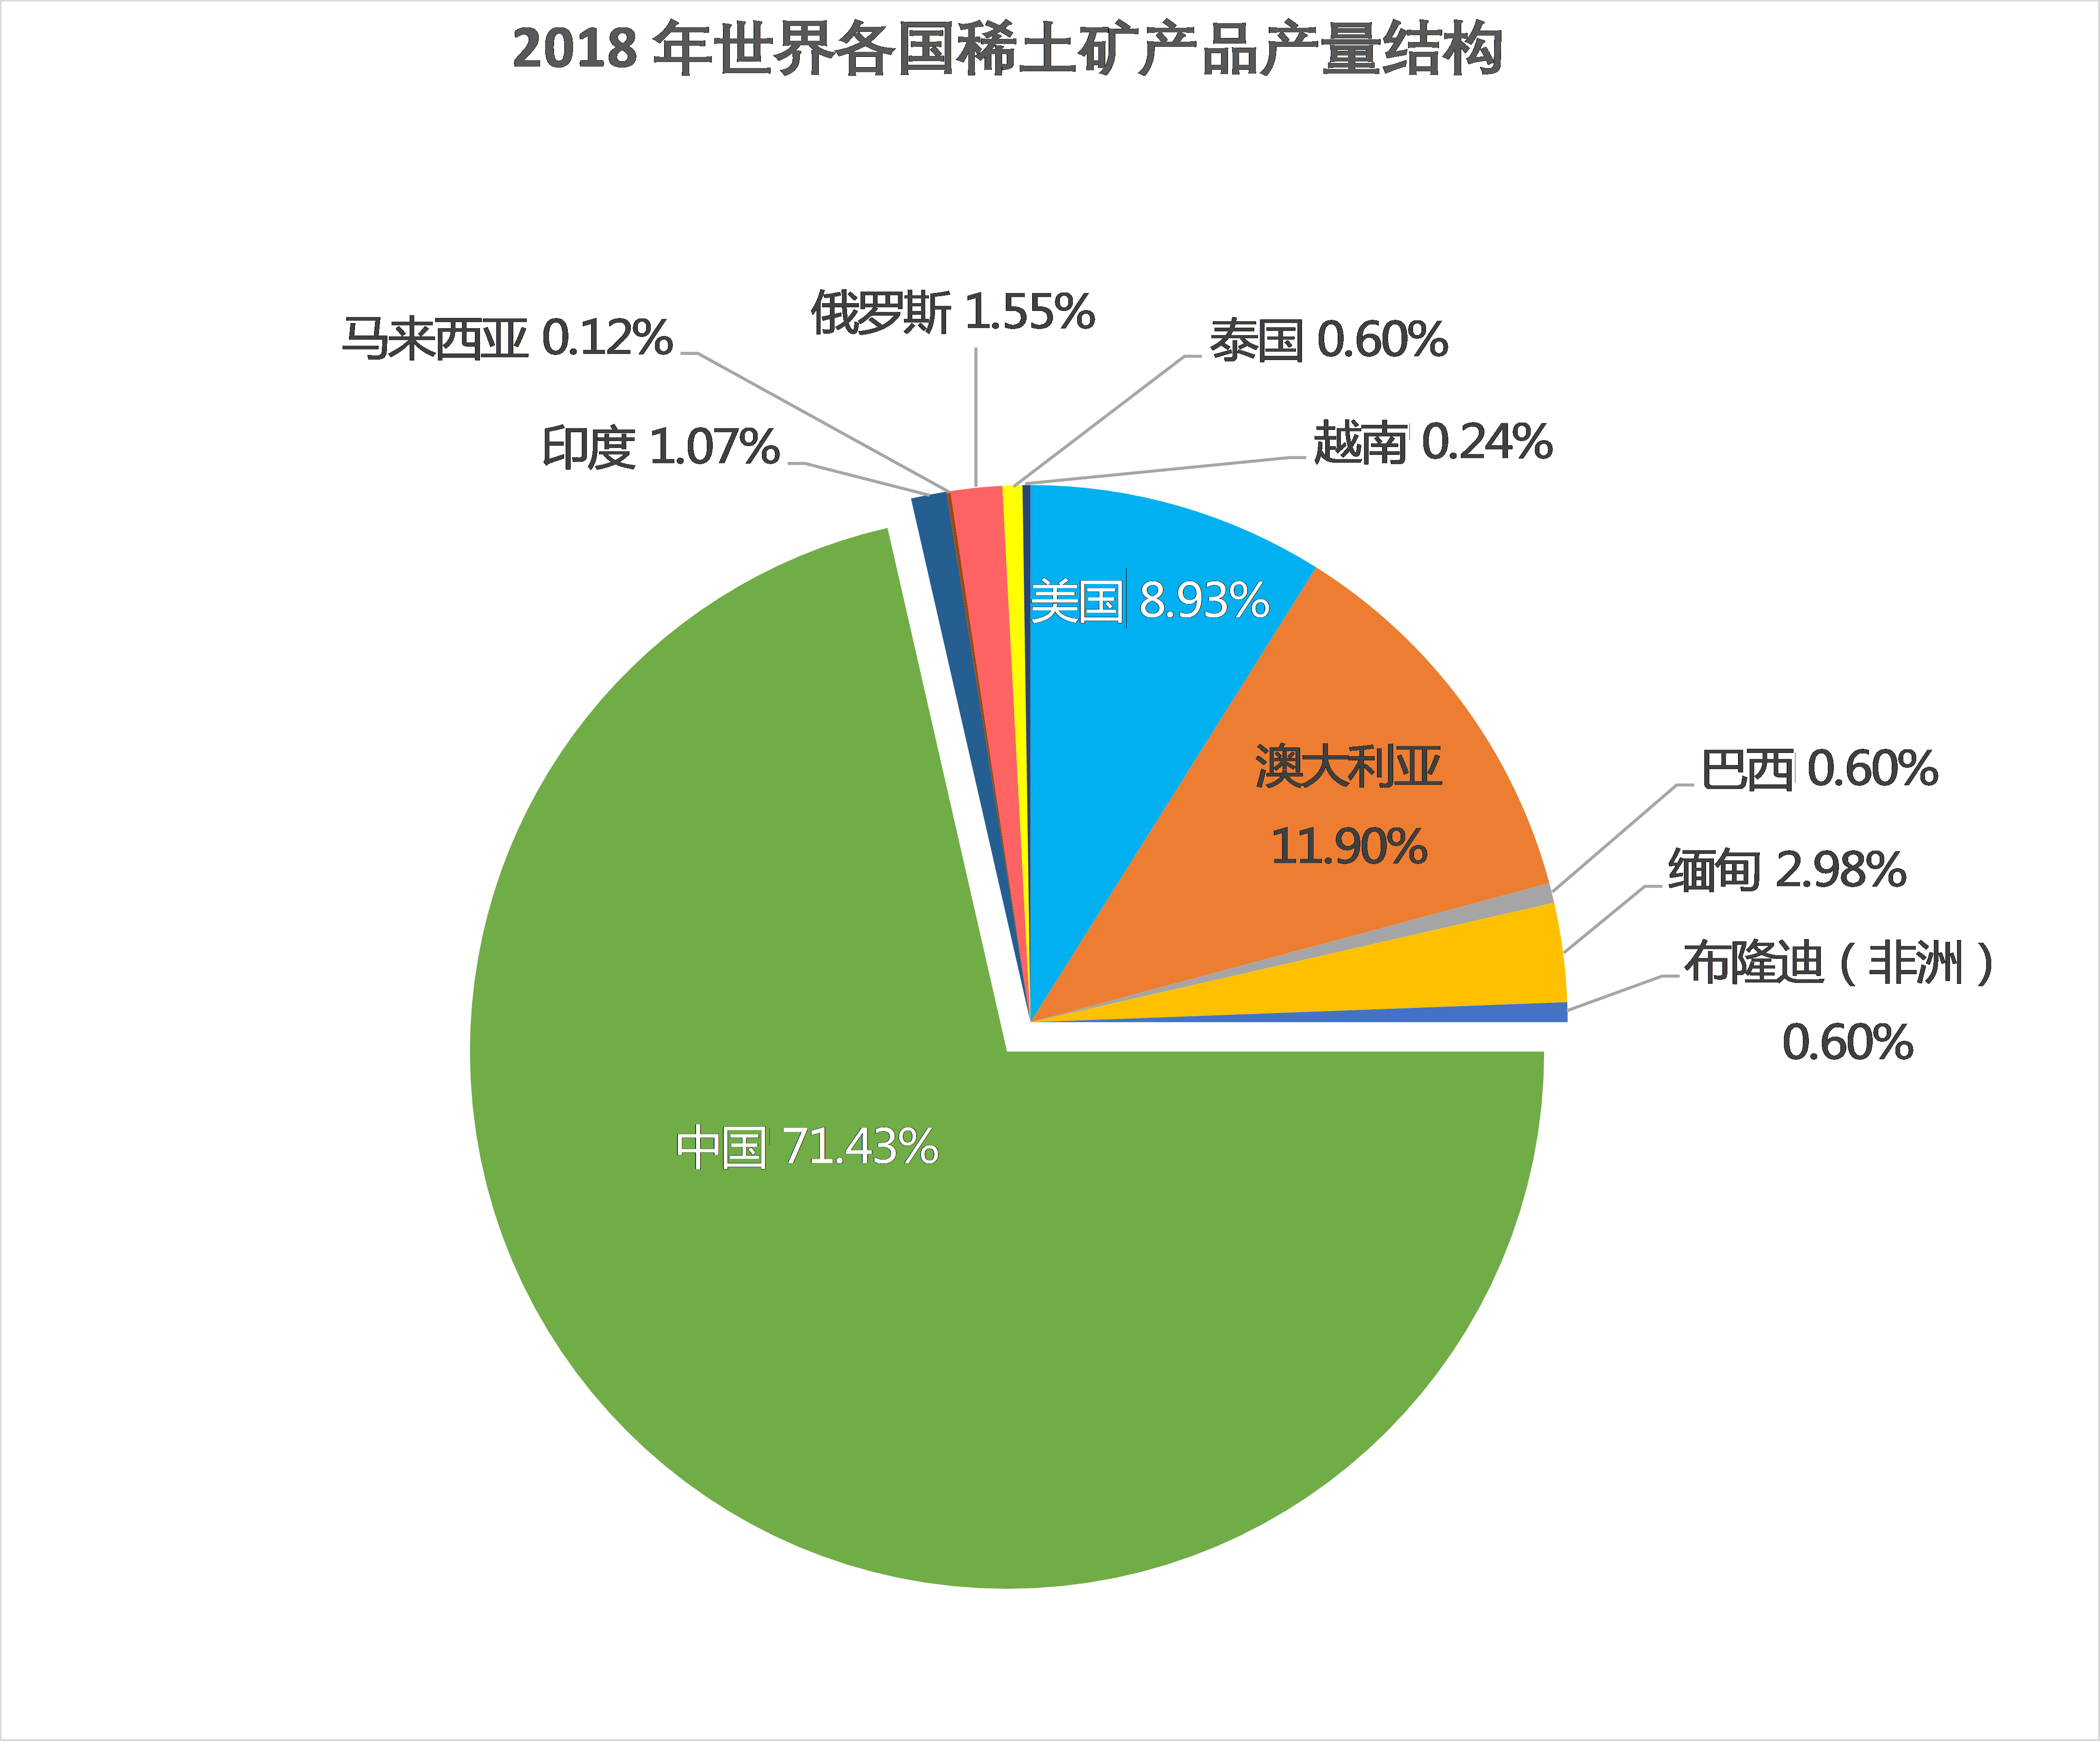 2018 年世界各国稀土矿产品产量结构
俄罗斯 1.55%
马来西亚 0.12%
泰国 0.60%
印度 1.07%
越南 0.24%
美国 8.93%
澳大利亚
11.90%
巴西 0.60%
缅甸 2.98%
布隆迪（非洲）
0.60%
中国 71.43%